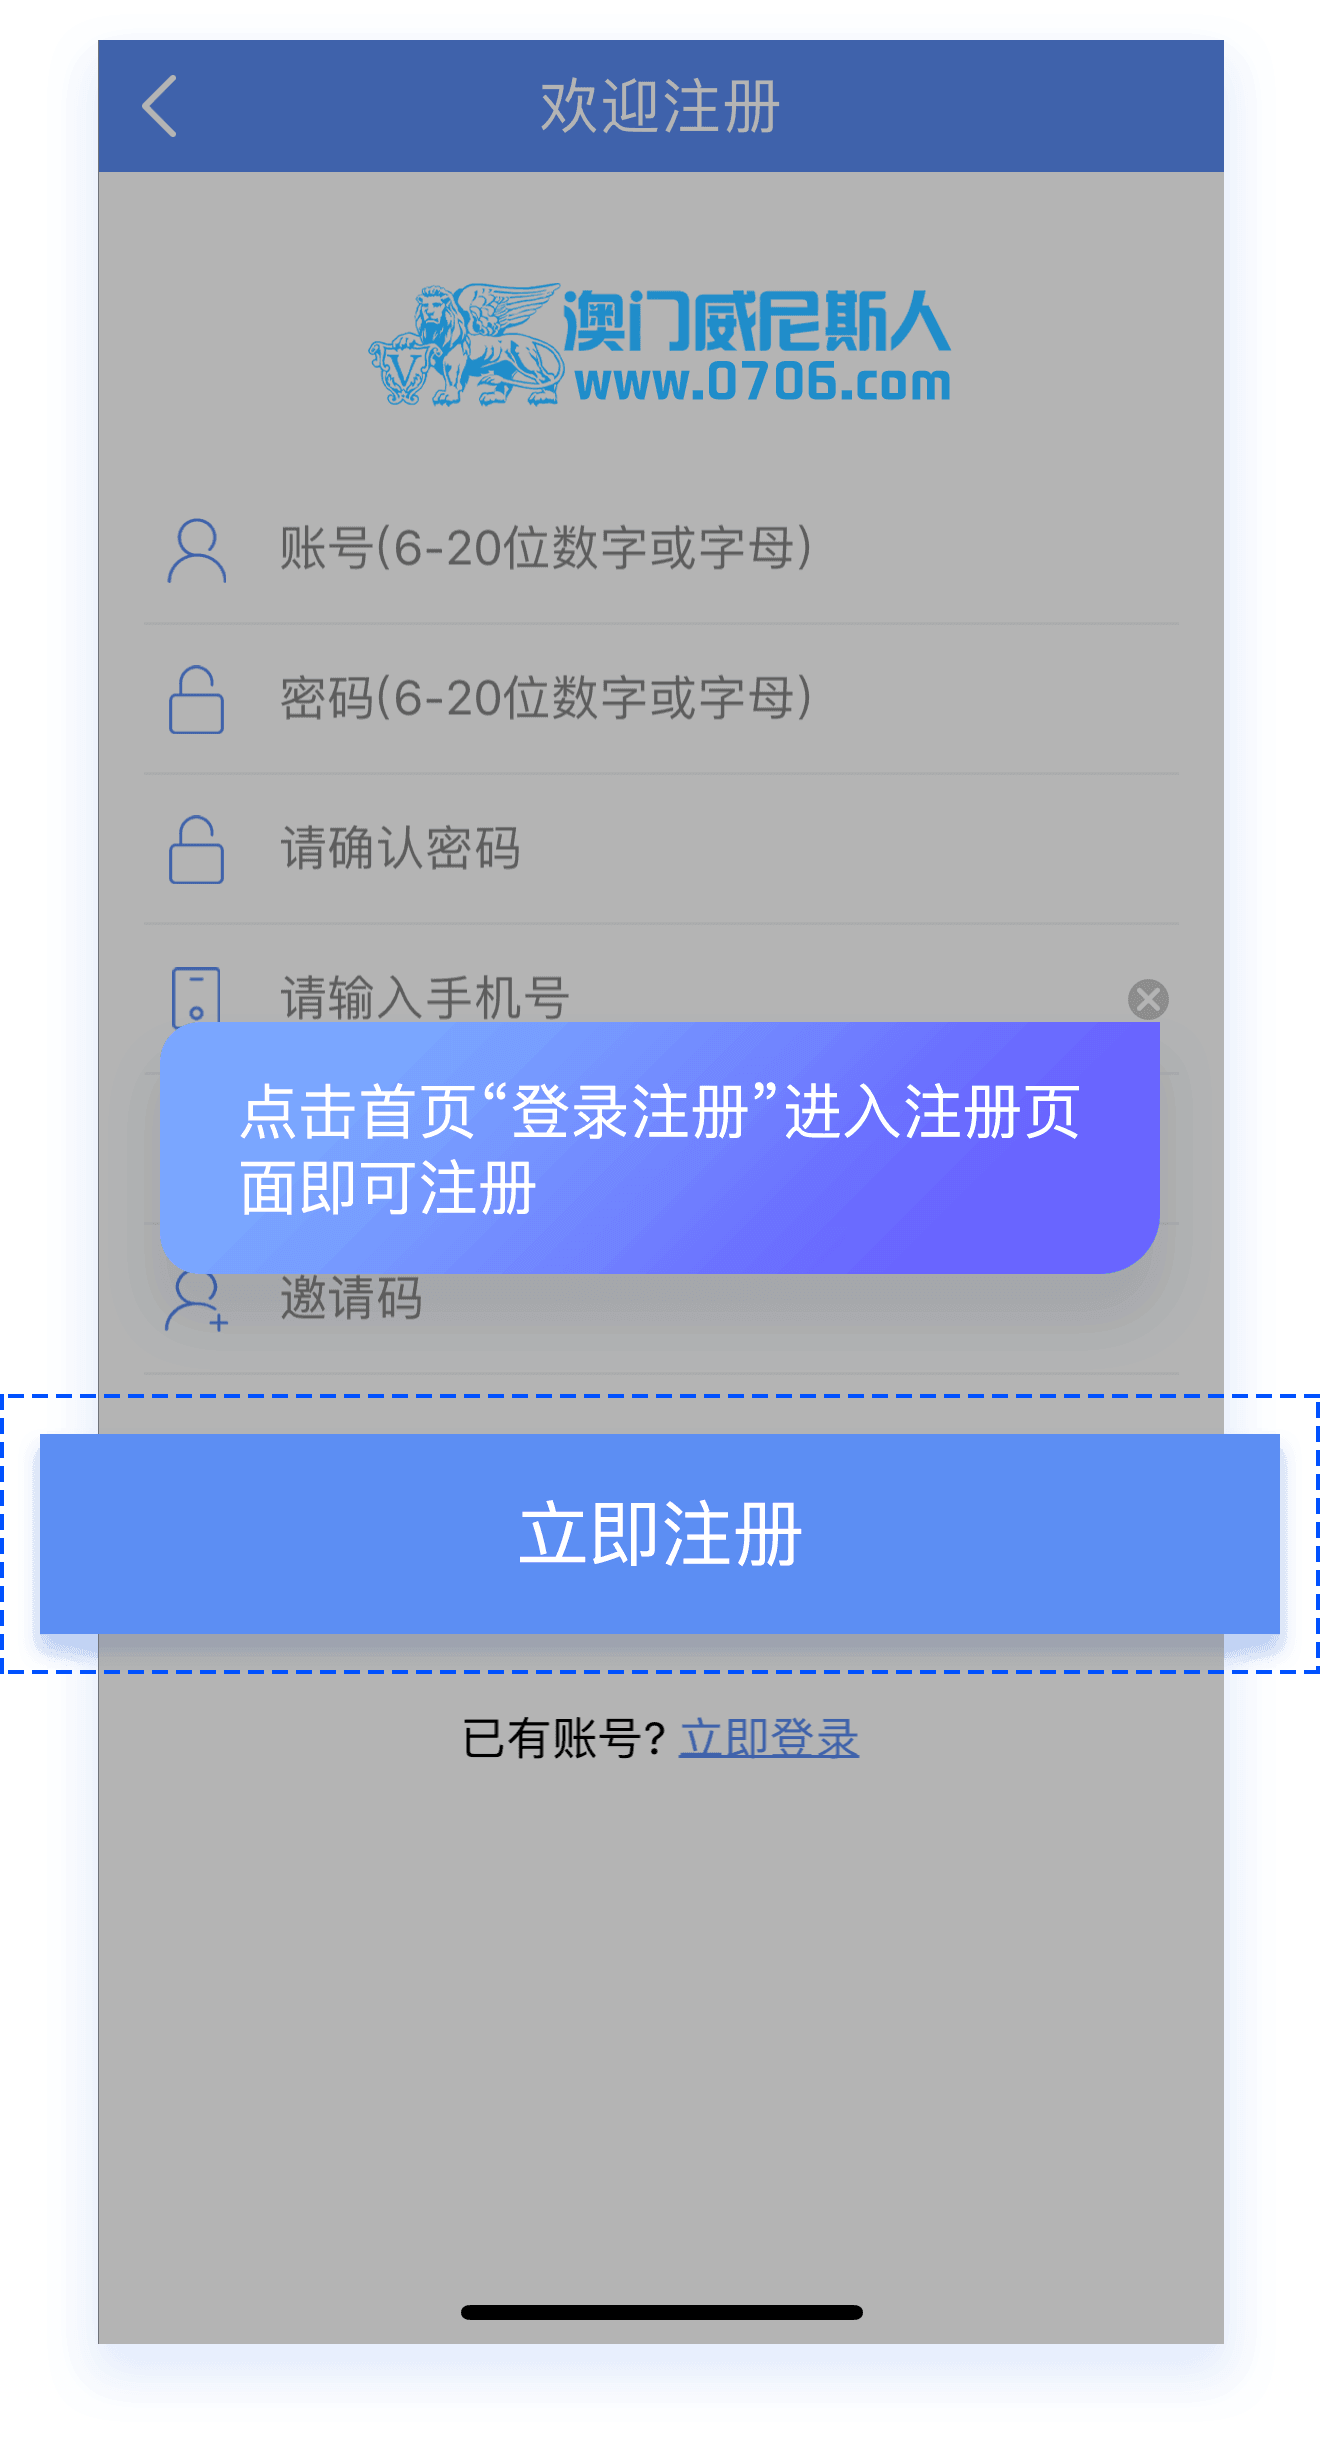 欢迎注册
澳门威尼斯人
www.0706.com
账号(6-20位数字或字母)
密码(6-20位数字或字母)
请确认密码
请输入手机号
点击首页“登录注册”进入注册页
面即可注册
邀请码
立即注册
已有账号? 立即登录